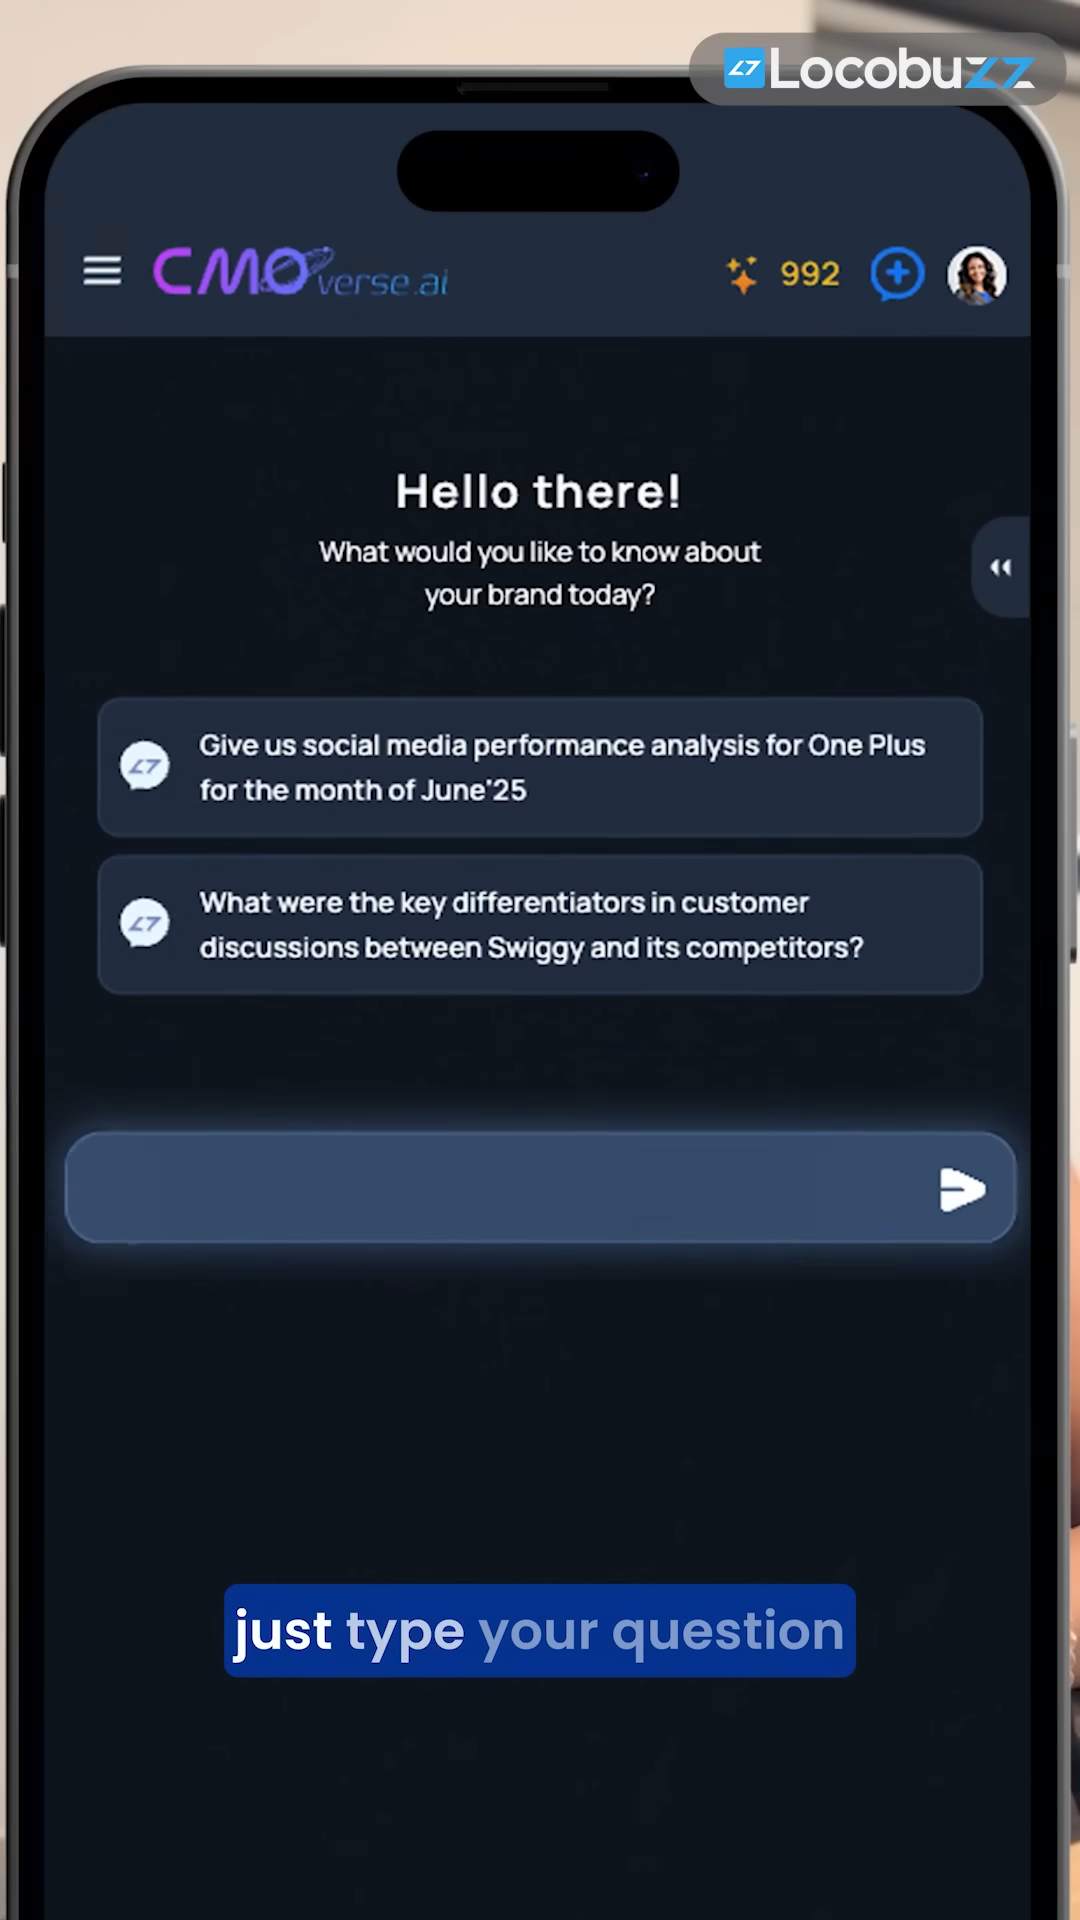 Locobuzz
CMOverse.ai
992
Hello there!
What would you like to know about
your brand today?
Give us social media performance analysis for One Plus
for the month of June'25
What were the key differentiators in customer
discussions between Swiggy and its competitors?
just type your question